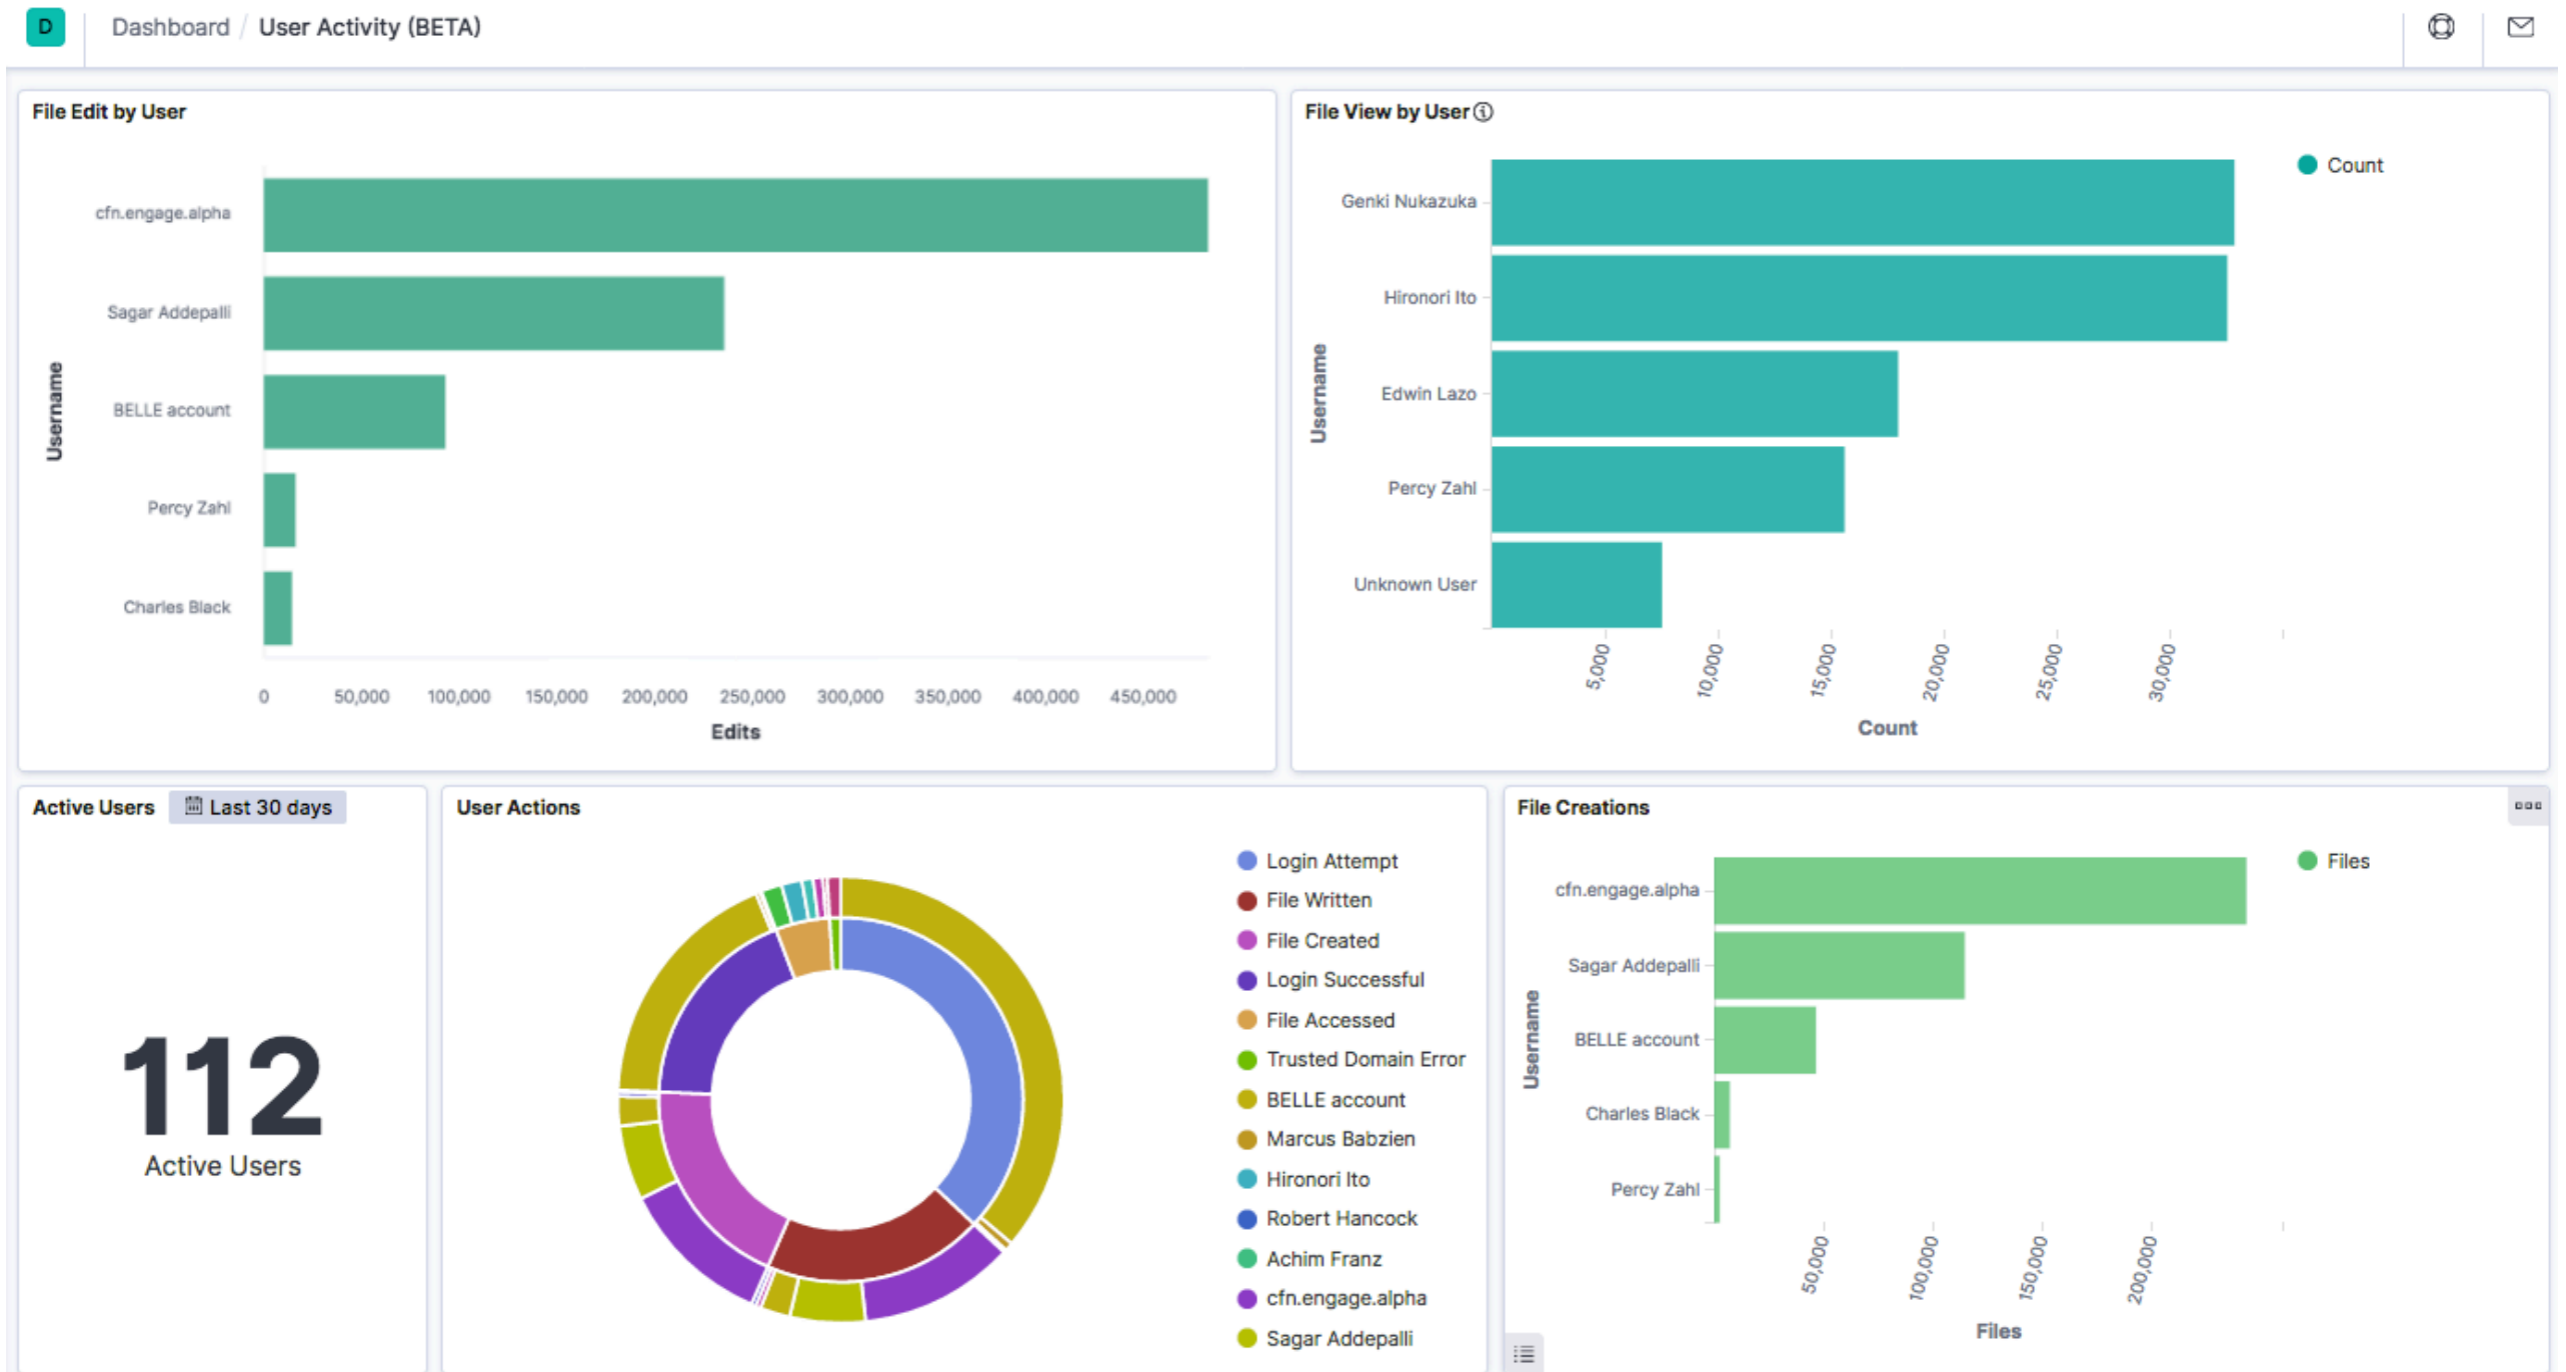 D Dashboard / User Activity (BETA)
File Edit by User
cfn.engage.alpha
Sagar Addepalli
BELLE account
Percy Zahl
Charles Black
Username
0 50,000 100,000 150,000 200,000 250,000 300,000 350,000 400,000 450,000
Edits
File View by User
Count
Genki Nukazuka
Hironori Ito
Edwin Lazo
Percy Zahl
Unknown User
Username
5,000 10,000 15,000 20,000 25,000 30,000
Count
Active Users Last 30 days
112
Active Users
User Actions
Login Attempt
File Written
File Created
Login Successful
File Accessed
Trusted Domain Error
BELLE account
Marcus Babzien
Hironori Ito
Robert Hancock
Achim Franz
cfn.engage.alpha
Sagar Addepalli
File Creations
Files
cfn.engage.alpha
Sagar Addepalli
BELLE account
Charles Black
Percy Zahl
Username
50,000 100,000 150,000 200,000
Files